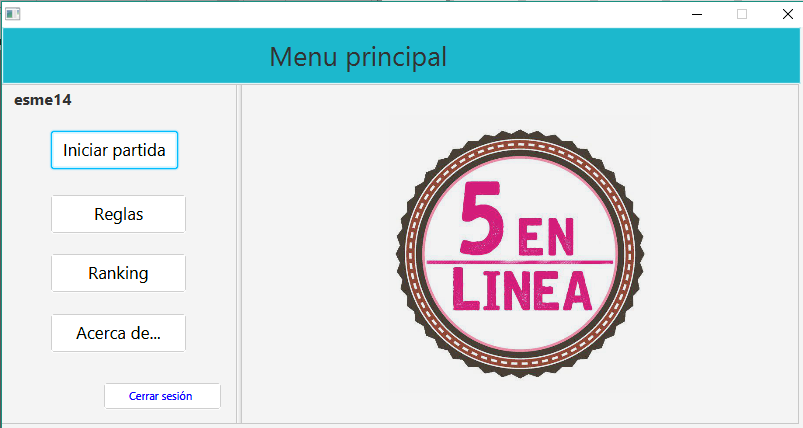 Menu principal
esme14
Iniciar partida
Reglas
Ranking
Acerca de...
Cerrar sesión
5 EN
LINEA